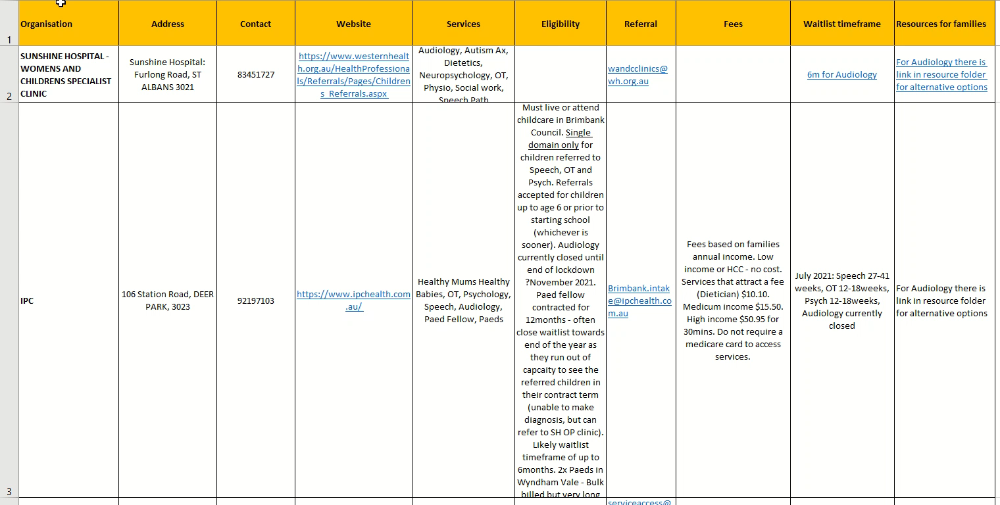 Organisation
Address
Contact
Website
Services
Eligibility
Referral
Fees
Waitlist timeframe
Resources for families
1
SUNSHINE HOSPITAL -
WOMENS AND
CHILDRENS SPECIALIST
CLINIC
Sunshine Hospital:
Furlong Road, ST
ALBANS 3021
83451727
https://www.westernhealt
h.org.au/HealthProfessiona
ls/Referrals/Pages/Children
s_Referrals.aspx
Audiology, Autism Ax,
Dietetics,
Neuropsychology, OT,
Physio, Social work,
Speech Path
wandcclinics@
wh.org.au
6m for Audiology
For Audiology there is
link in resource folder
for alternative options
2
IPC
106 Station Road, DEER
PARK, 3023
92197103
https://www.ipchealth.com
.au/
Healthy Mums Healthy
Babies, OT, Psychology,
Speech, Audiology,
Paed Fellow, Paeds
Must live or attend
childcare in Brimbank
Council. Single
domain only for
children referred to
Speech, OT and
Psych. Referrals
accepted for children
up to age 6 or prior to
starting school
(whichever is
sooner). Audiology
currently closed until
end of lockdown
?November 2021.
Paed fellow
contracted for
12months - often
close waitlist towards
end of the year as
they run out of
capcaity to see the
referred children in
their contract term
(unable to make
diagnosis, but can
refer to SH OP clinic).
Likely waitlist
timeframe of up to
6months. 2x Paeds in
Wyndham Vale - Bulk
billed but very long
Brimbank.intak
e@ipchealth.co
m.au
Fees based on families
annual income. Low
income or HCC - no cost.
Services that attract a fee
(Dietician) $10.10.
Medicum income $15.50.
High income $50.95 for
30mins. Do not require a
medicare card to access
services.
July 2021: Speech 27-41
weeks, OT 12-18weeks,
Psych 12-18weeks,
Audiology currently
closed
For Audiology there is
link in resource folder
for alternative options
3
serviceaccess@